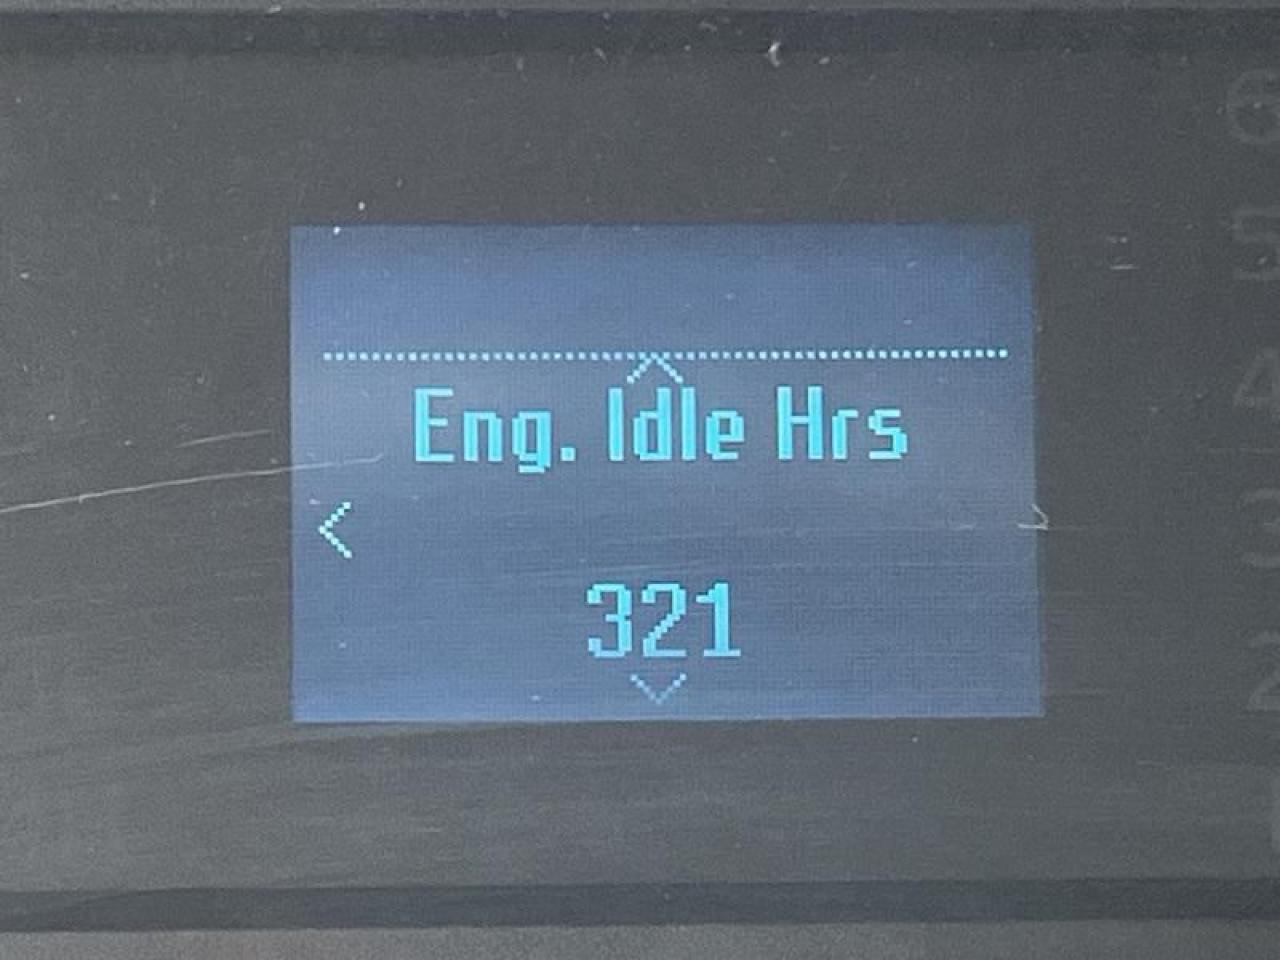 Eng. Idle Hrs
321